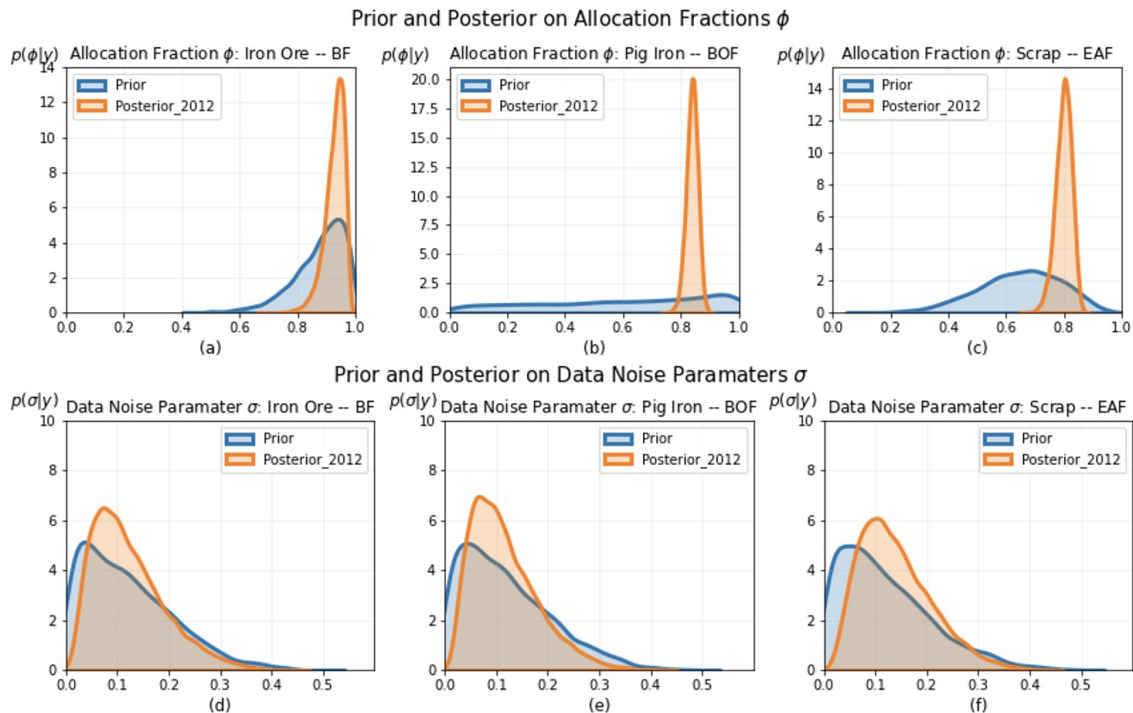 Prior and Posterior on Allocation Fractions ϕ
p(ϕ|y) Allocation Fraction ϕ: Iron Ore -- BF
p(ϕ|y) Allocation Fraction ϕ: Pig Iron -- BOF
p(ϕ|y) Allocation Fraction ϕ: Scrap -- EAF
14
12
10
8
6
4
2
0
Prior
Posterior_2012
0.0 0.2 0.4 0.6 0.8 1.0
(a)
20.0
17.5
15.0
12.5
10.0
7.5
5.0
2.5
0.0
Prior
Posterior_2012
0.0 0.2 0.4 0.6 0.8 1.0
(b)
14
12
10
8
6
4
2
0
Prior
Posterior_2012
0.0 0.2 0.4 0.6 0.8 1.0
(c)
Prior and Posterior on Data Noise Paramaters σ
p(σ|y) Data Noise Paramater σ: Iron Ore -- BF
p(σ|y) Data Noise Paramater σ: Pig Iron -- BOF
p(σ|y) Data Noise Paramater σ: Scrap -- EAF
10
8
6
4
2
0
Prior
Posterior_2012
0.0 0.1 0.2 0.3 0.4 0.5
(d)
10
8
6
4
2
0
Prior
Posterior_2012
0.0 0.1 0.2 0.3 0.4 0.5
(e)
10
8
6
4
2
0
Prior
Posterior_2012
0.0 0.1 0.2 0.3 0.4 0.5
(f)